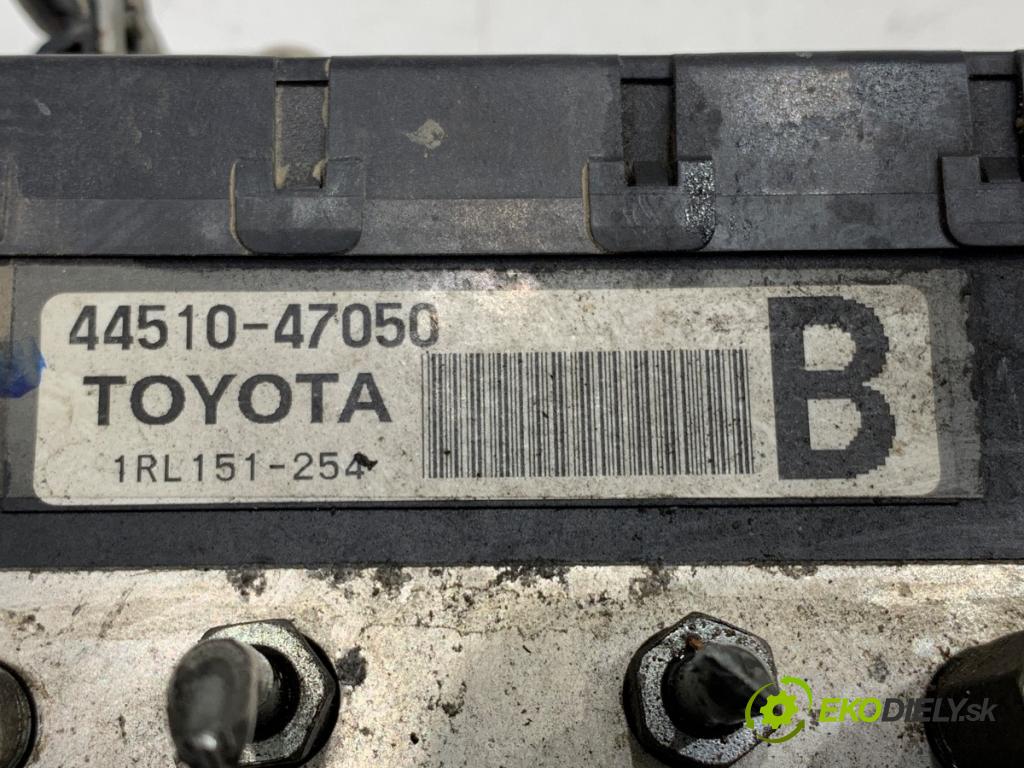 44510-47050
TOYOTA
1RL151-254
B
EKODIELY.sk